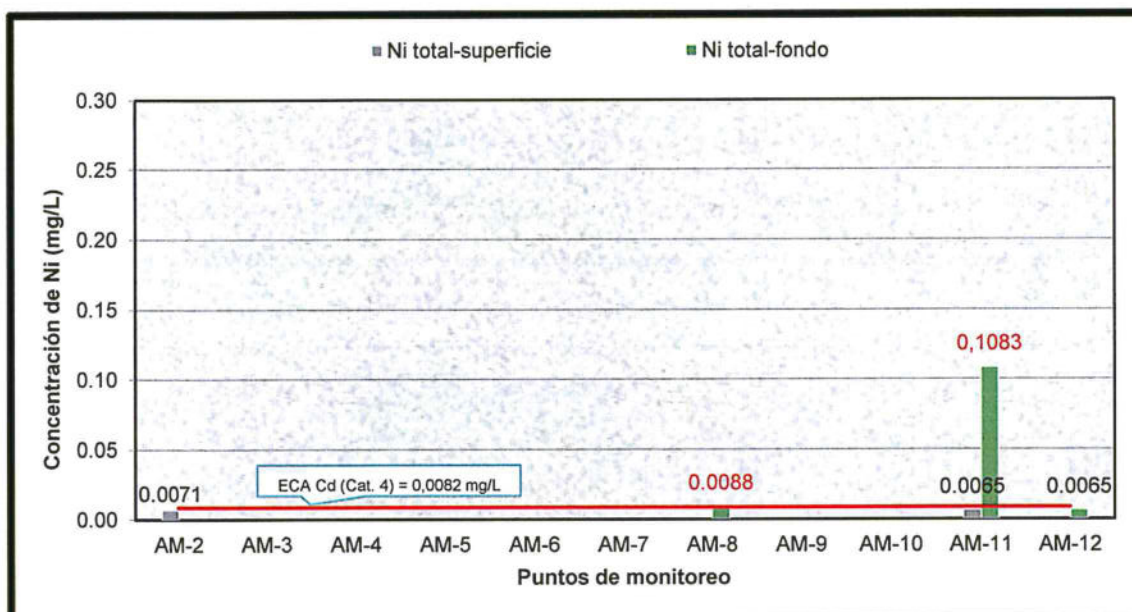 Ni total-superficie Ni total-fondo
0.30
0.25
0.20
0.15
0.10
0.05
0.00
Concentración de Ni (mg/L)
0,1083
ECA Cd (Cat. 4) = 0,0082 mg/L
0.0071
0.0088
0.0065
0.0065
AM-2 AM-3 AM-4 AM-5 AM-6 AM-7 AM-8 AM-9 AM-10 AM-11 AM-12
Puntos de monitoreo